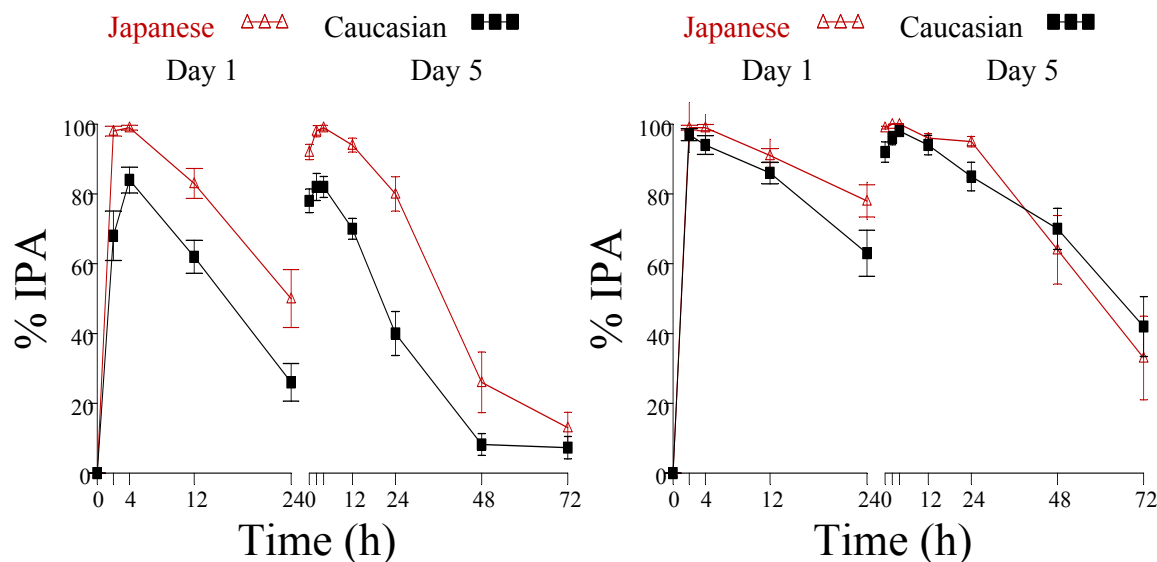 Japanese Caucasian Japanese Caucasian
Day 1 Day 5 Day 1 Day 5
100 100
80 80
60 60
40 40
20 20
0 0
% IPA % IPA
0 4 12 24 0 12 24 48 72 0 4 12 24 0 12 24 48 72
Time (h) Time (h)